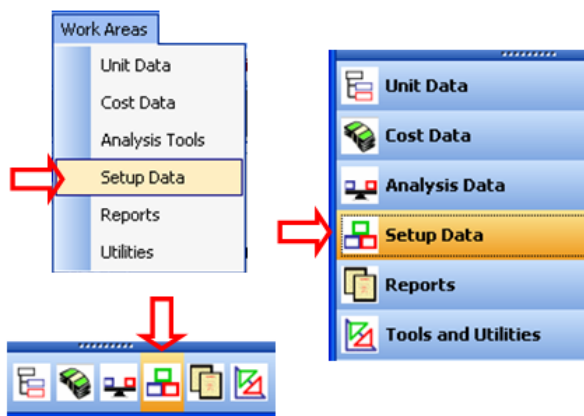 Work Areas
Unit Data
Cost Data
Analysis Tools
Setup Data
Reports
Utilities
Unit Data
Cost Data
Analysis Data
Setup Data
Reports
Tools and Utilities